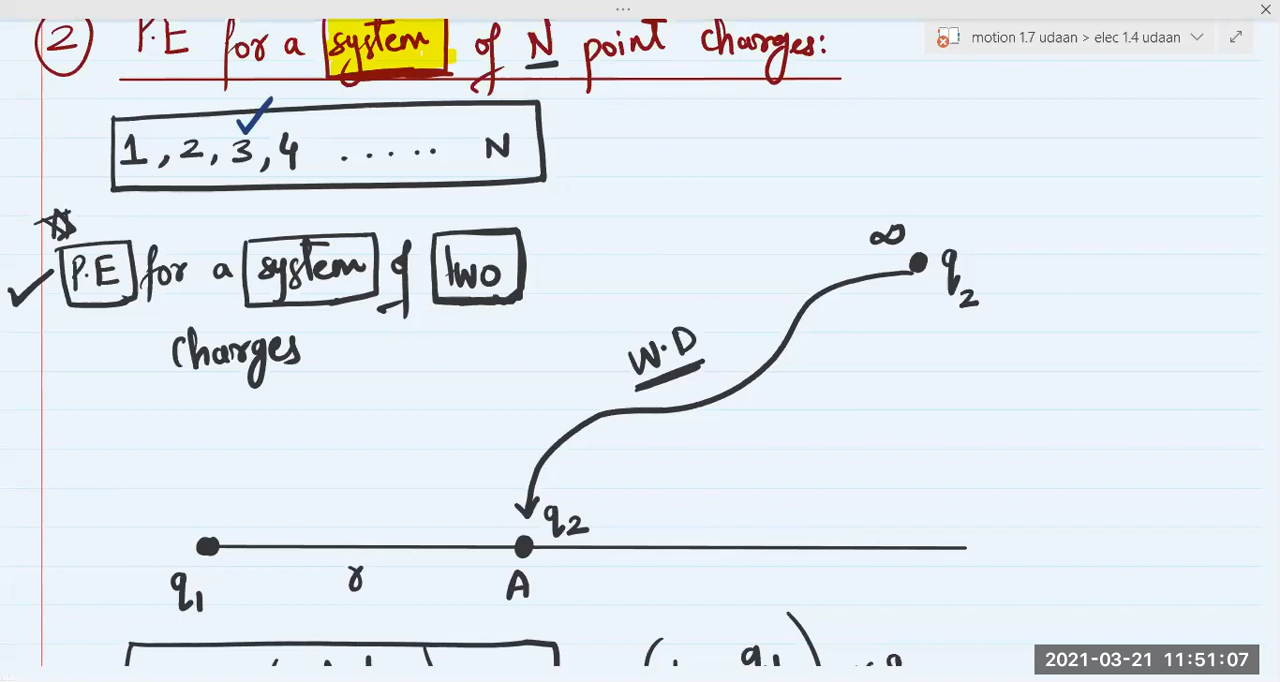 ② P.E for a system of N point charges:
motion 1.7 udaan > elec 1.4 udaan
1, 2, 3, 4 ..... N
P.E for a system of two
charges
∞
q2
W.D
q2
q1
r
A
2021-03-21 11:51:07